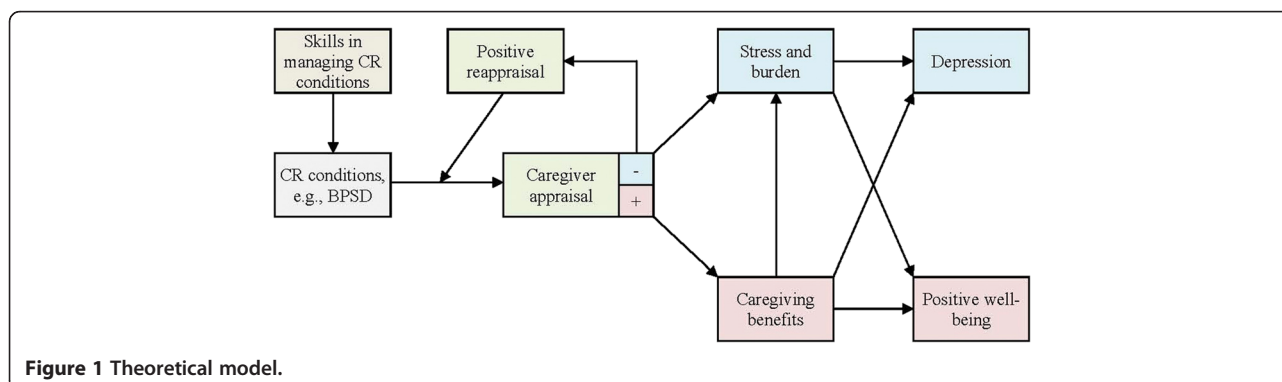 Skills in
managing CR
conditions
Positive
reappraisal
Stress and
burden
Depression
CR conditions,
e.g., BPSD
Caregiver
appraisal
-
+
Caregiving
benefits
Positive well-
being
Figure 1 Theoretical model.